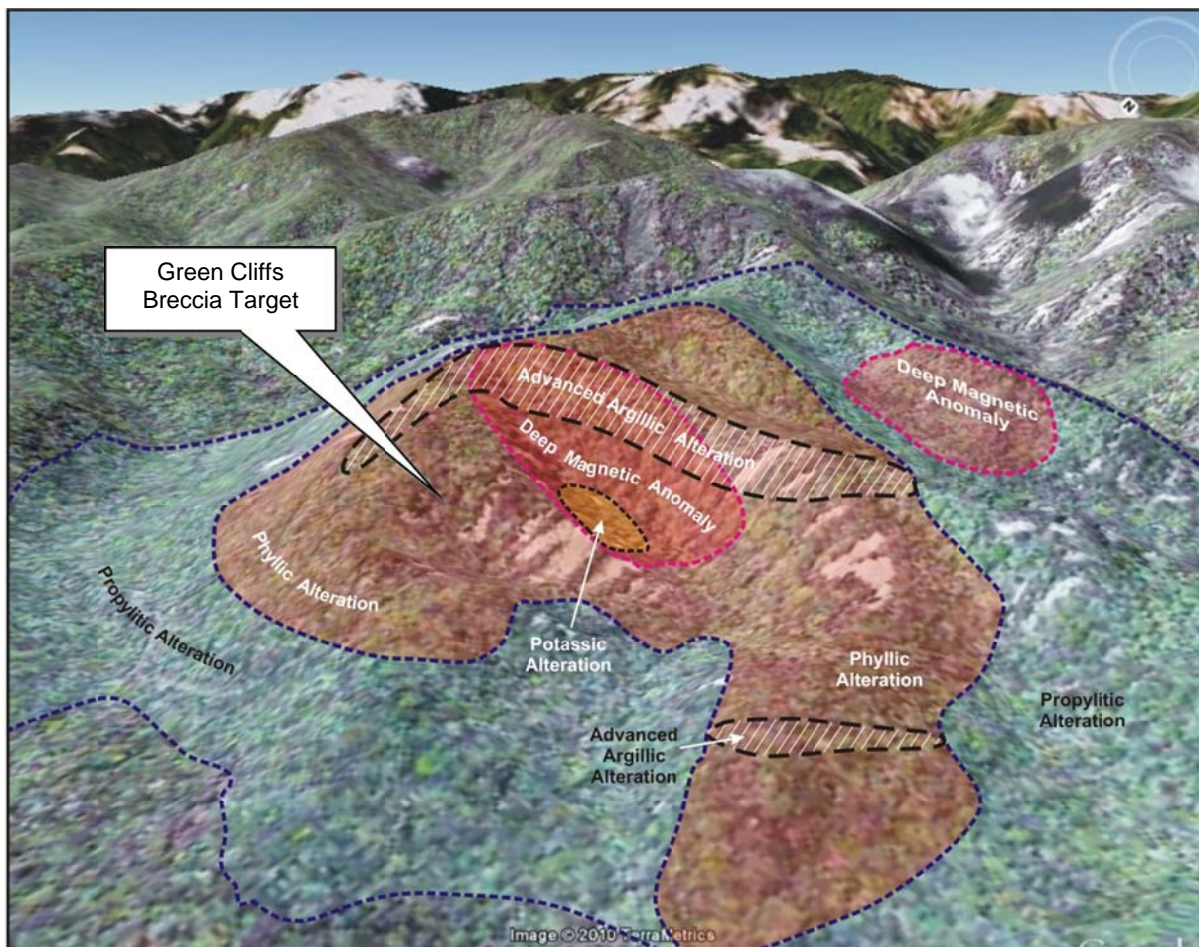 Green Cliffs
Breccia Target
Deep Magnetic
Anomaly
Advanced Argillic Alteration
Deep Magnetic Anomaly
Phyllic Alteration
Propylitic Alteration
Potassic
Alteration
Phyllic
Alteration
Propylitic
Alteration
Advanced
Argillic
Alteration
Image © 2010 TerraMetrics
N